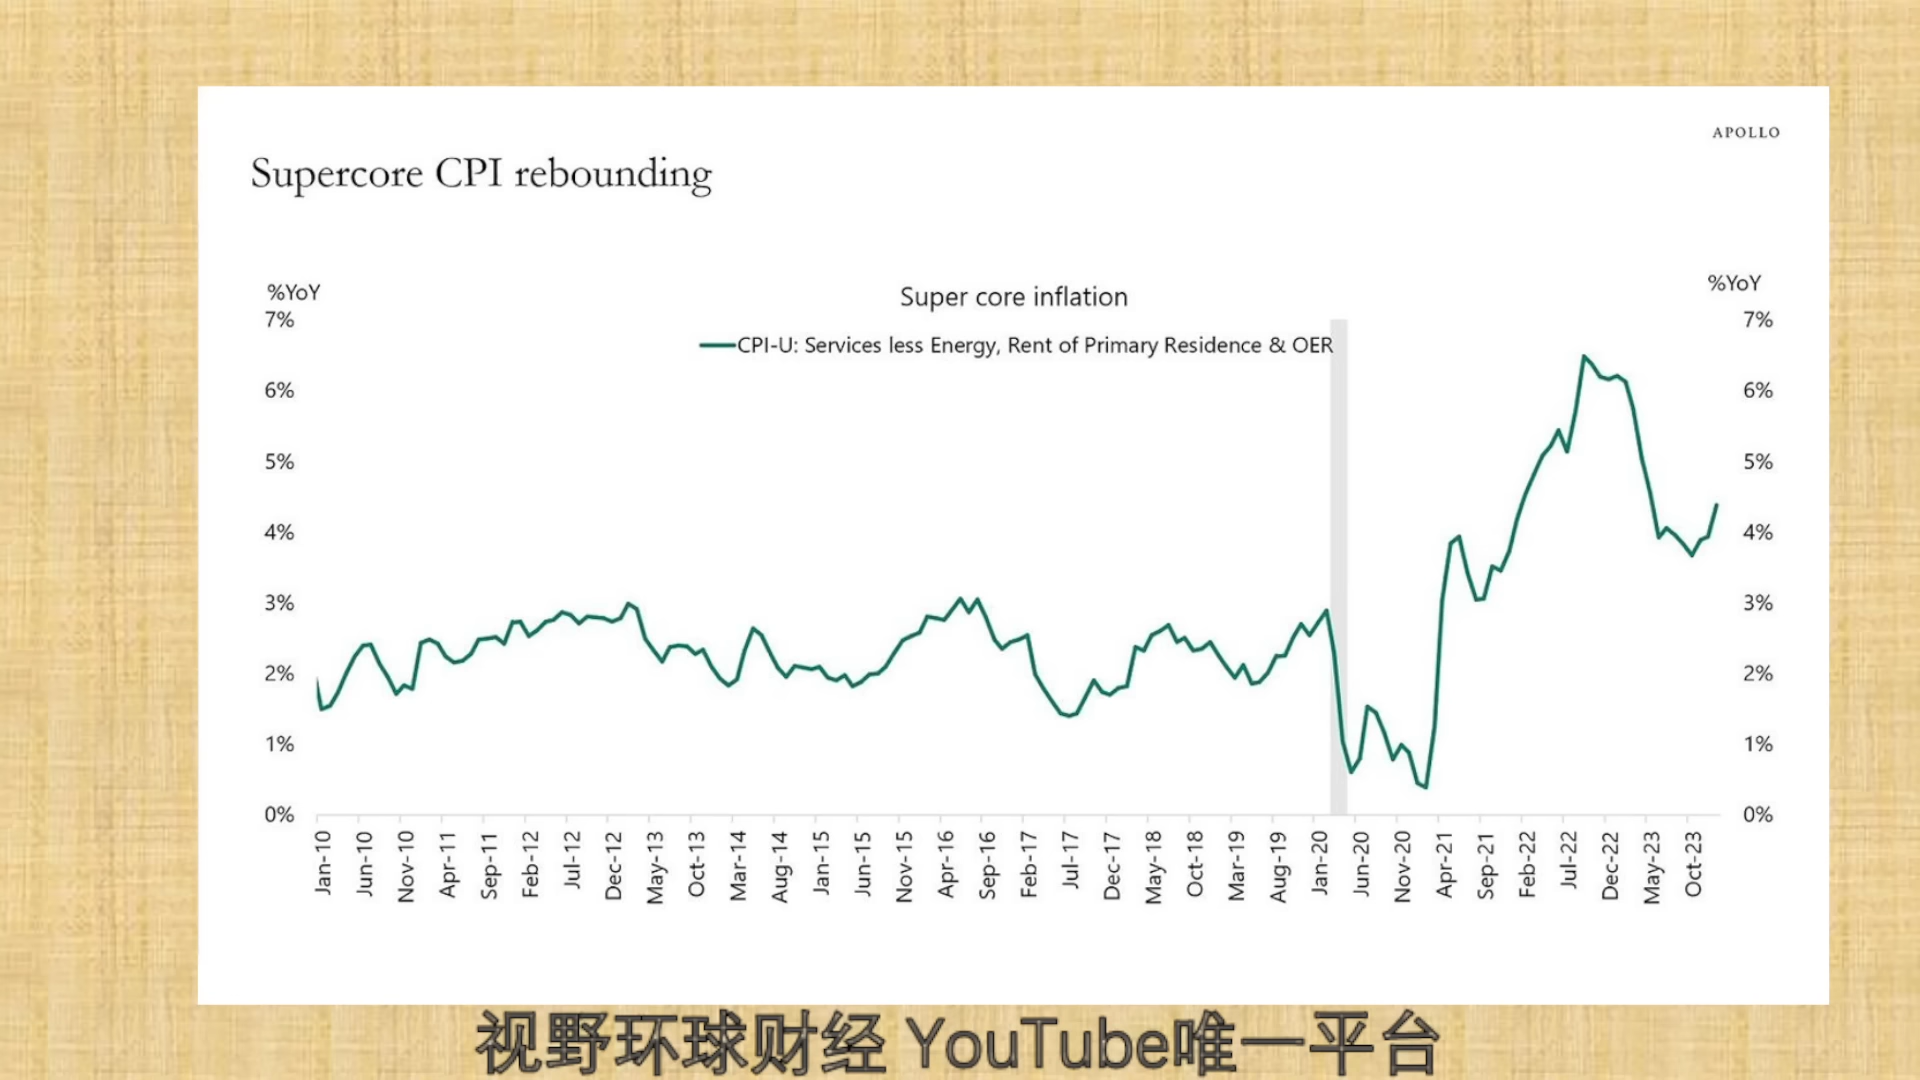 APOLLO
Supercore CPI rebounding
%YoY
%YoY
Super core inflation
CPI-U: Services less Energy, Rent of Primary Residence & OER
7%
7%
6%
6%
5%
5%
4%
4%
3%
3%
2%
2%
1%
1%
0%
0%
Jan-10
Jun-10
Nov-10
Apr-11
Sep-11
Feb-12
Jul-12
Dec-12
May-13
Oct-13
Mar-14
Aug-14
Jan-15
Jun-15
Nov-15
Apr-16
Sep-16
Feb-17
Jul-17
Dec-17
May-18
Oct-18
Mar-19
Aug-19
Jan-20
Jun-20
Nov-20
Apr-21
Sep-21
Feb-22
Jul-22
Dec-22
May-23
Oct-23
视野环球财经 YouTube唯一平台